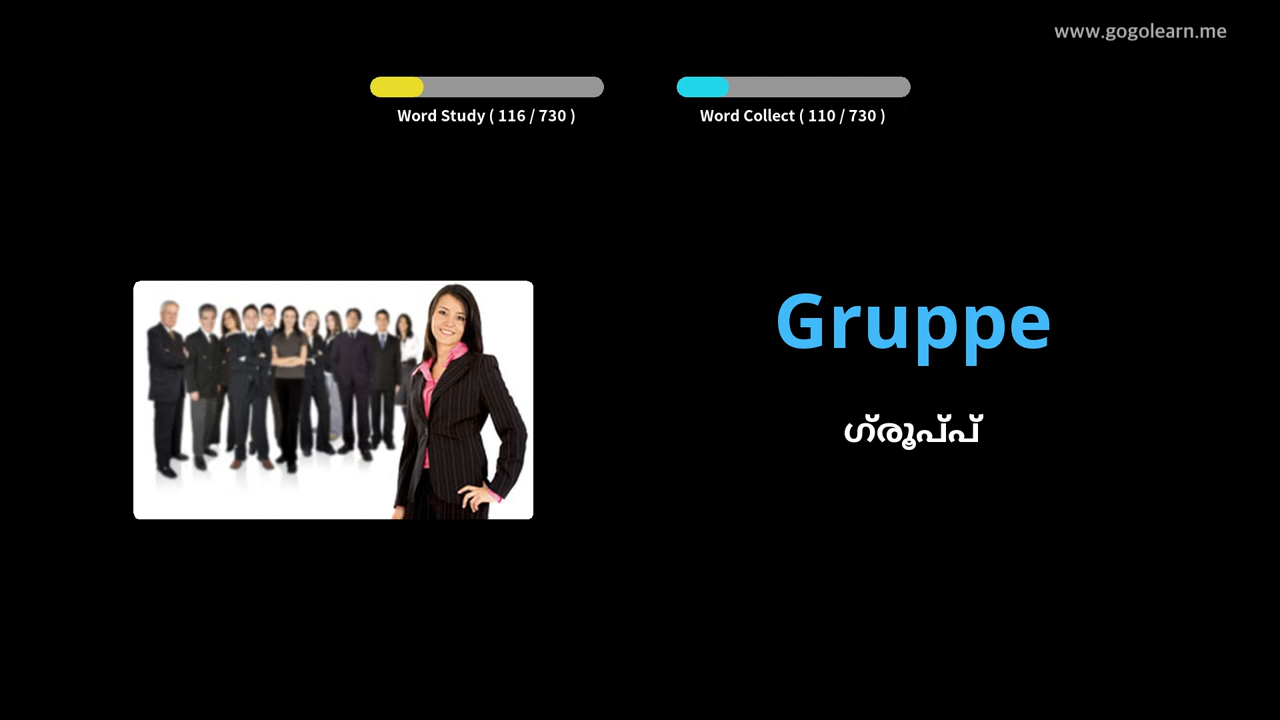 www.gogolearn.me
Word Study ( 116 / 730 )
Word Collect ( 110 / 730 )
Gruppe
ഗ്രൂപ്പ്